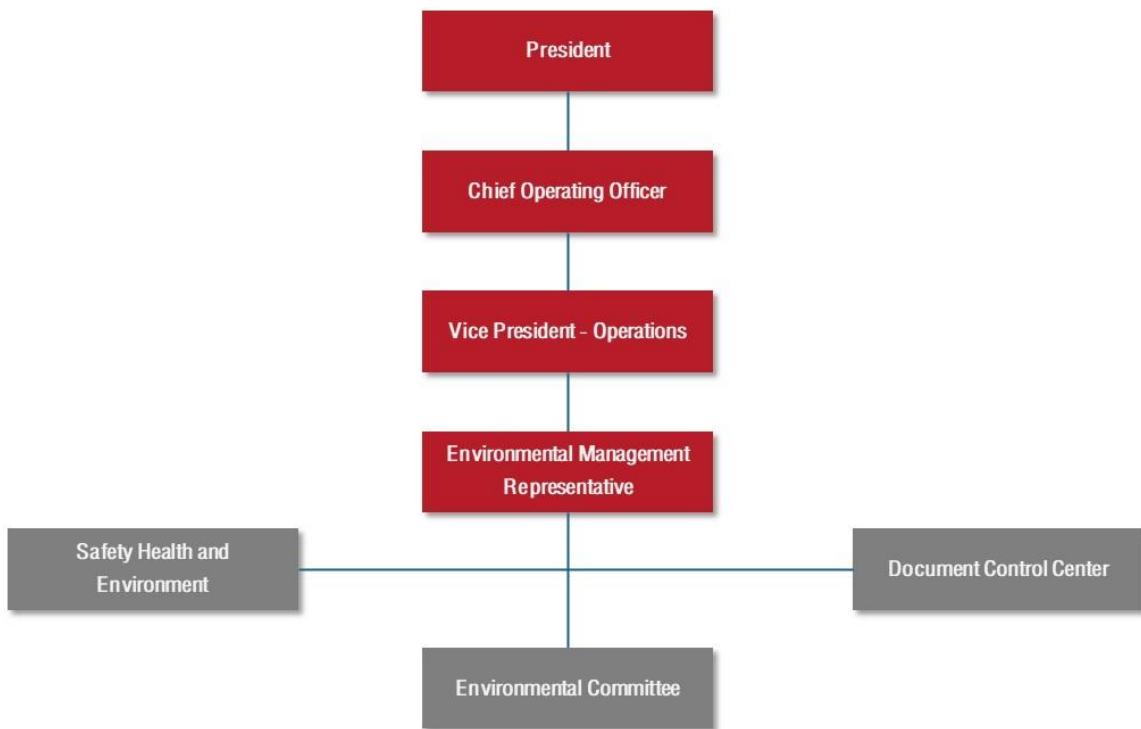 President
Chief Operating Officer
Vice President - Operations
Environmental Management
Representative
Safety Health and
Environment
Document Control Center
Environmental Committee